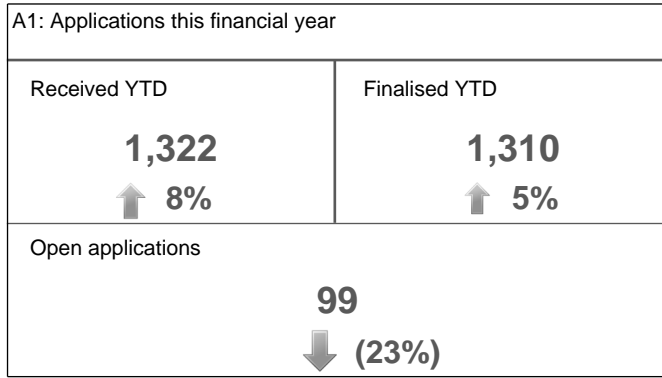 A1: Applications this financial year
Received YTD
1,322
8%
Finalised YTD
1,310
5%
Open applications
99
(23%)